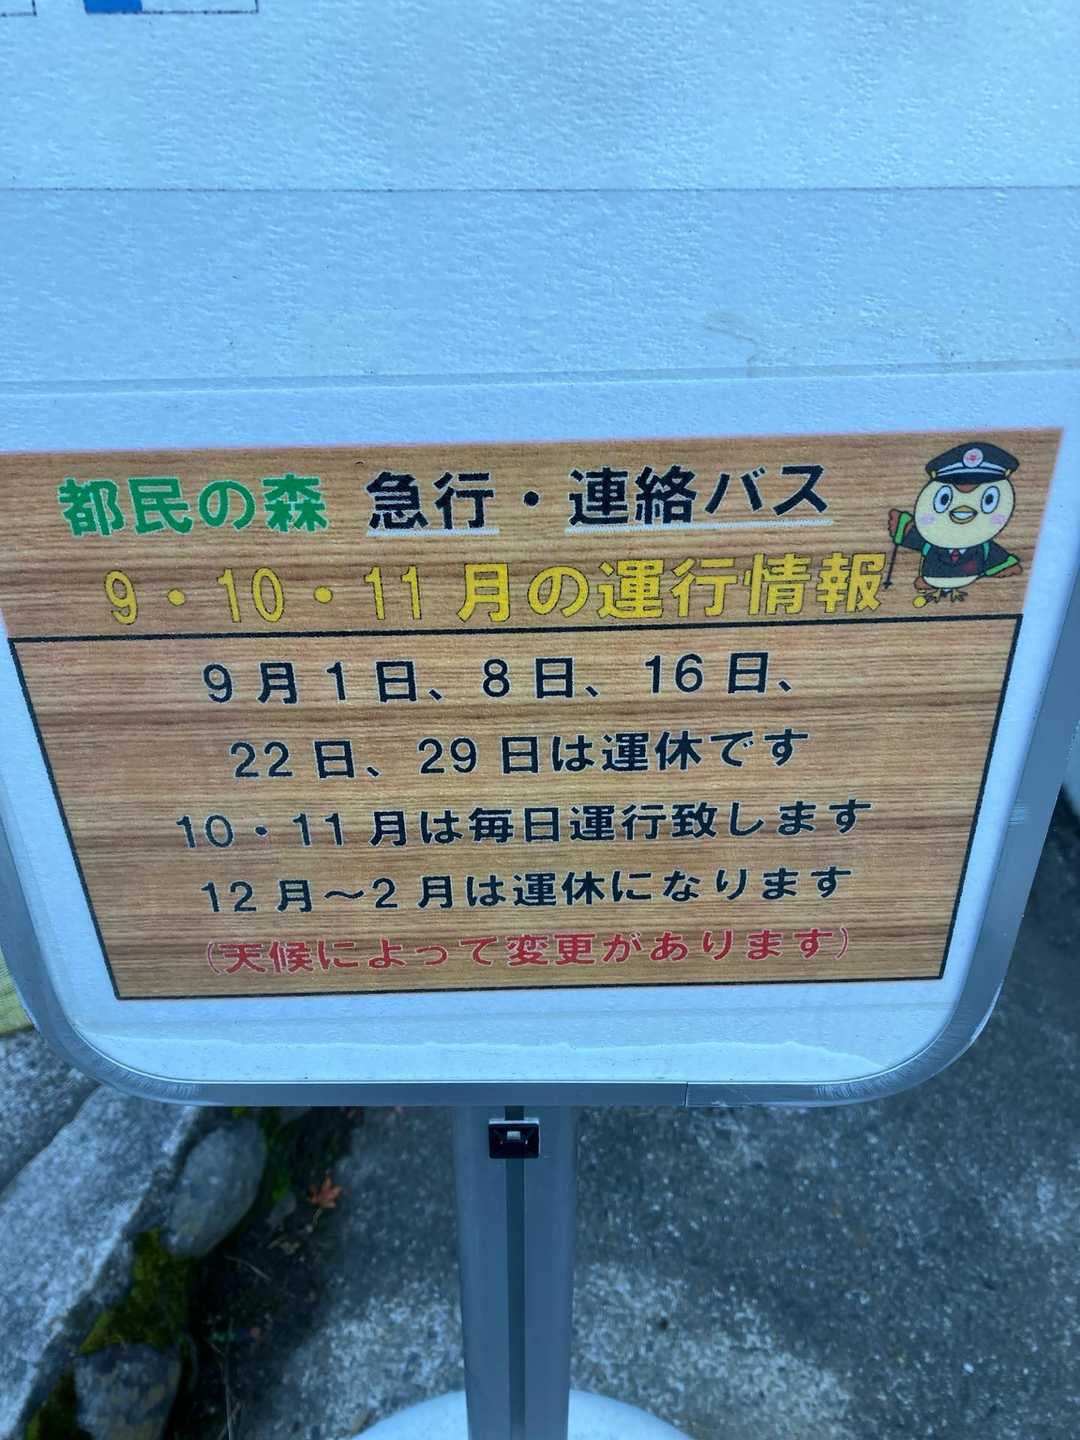 都民の森 急行・連絡バス
9・10・11月の運行情報
9月1日、8日、16日、
22日、29日は運休です
10・11月は毎日運行致します
12月～2月は運休になります
（天候によって変更があります）